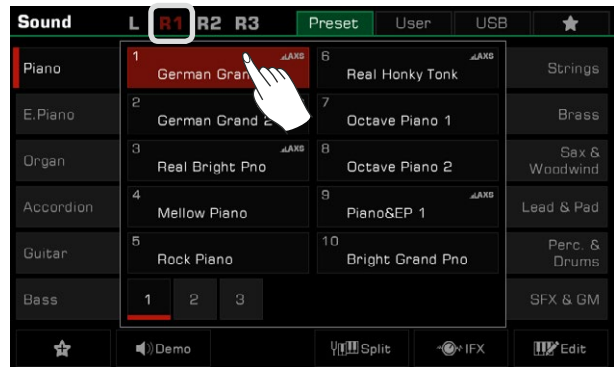 Sound L R1 R2 R3 Preset User USB
Piano
E.Piano
Organ
Accordion
Guitar
Bass
1 AXS
German Grand
2
German Grand 2
3 AXS
Real Bright Pno
4
Mellow Piano
5
Rock Piano
6 AXS
Real Honky Tonk
7
Octave Piano 1
8
Octave Piano 2
9 AXS
Piano&EP 1
10
Bright Grand Pno
1 2 3
Strings
Brass
Sax &
Woodwind
Lead & Pad
Perc. &
Drums
SFX & GM
Demo Split IFX Edit